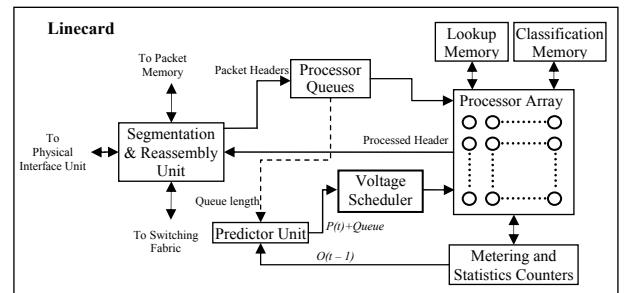 Linecard
To Packet
Memory
Packet Headers
Processor
Queues
Lookup
Memory
Classification
Memory
Processor Array
Segmentation
& Reassembly
Unit
To
Physical
Interface Unit
Processed Header
Queue length
Voltage
Scheduler
To Switching
Fabric
Predictor Unit
P(t)+Queue
O(t – 1)
Metering and
Statistics Counters